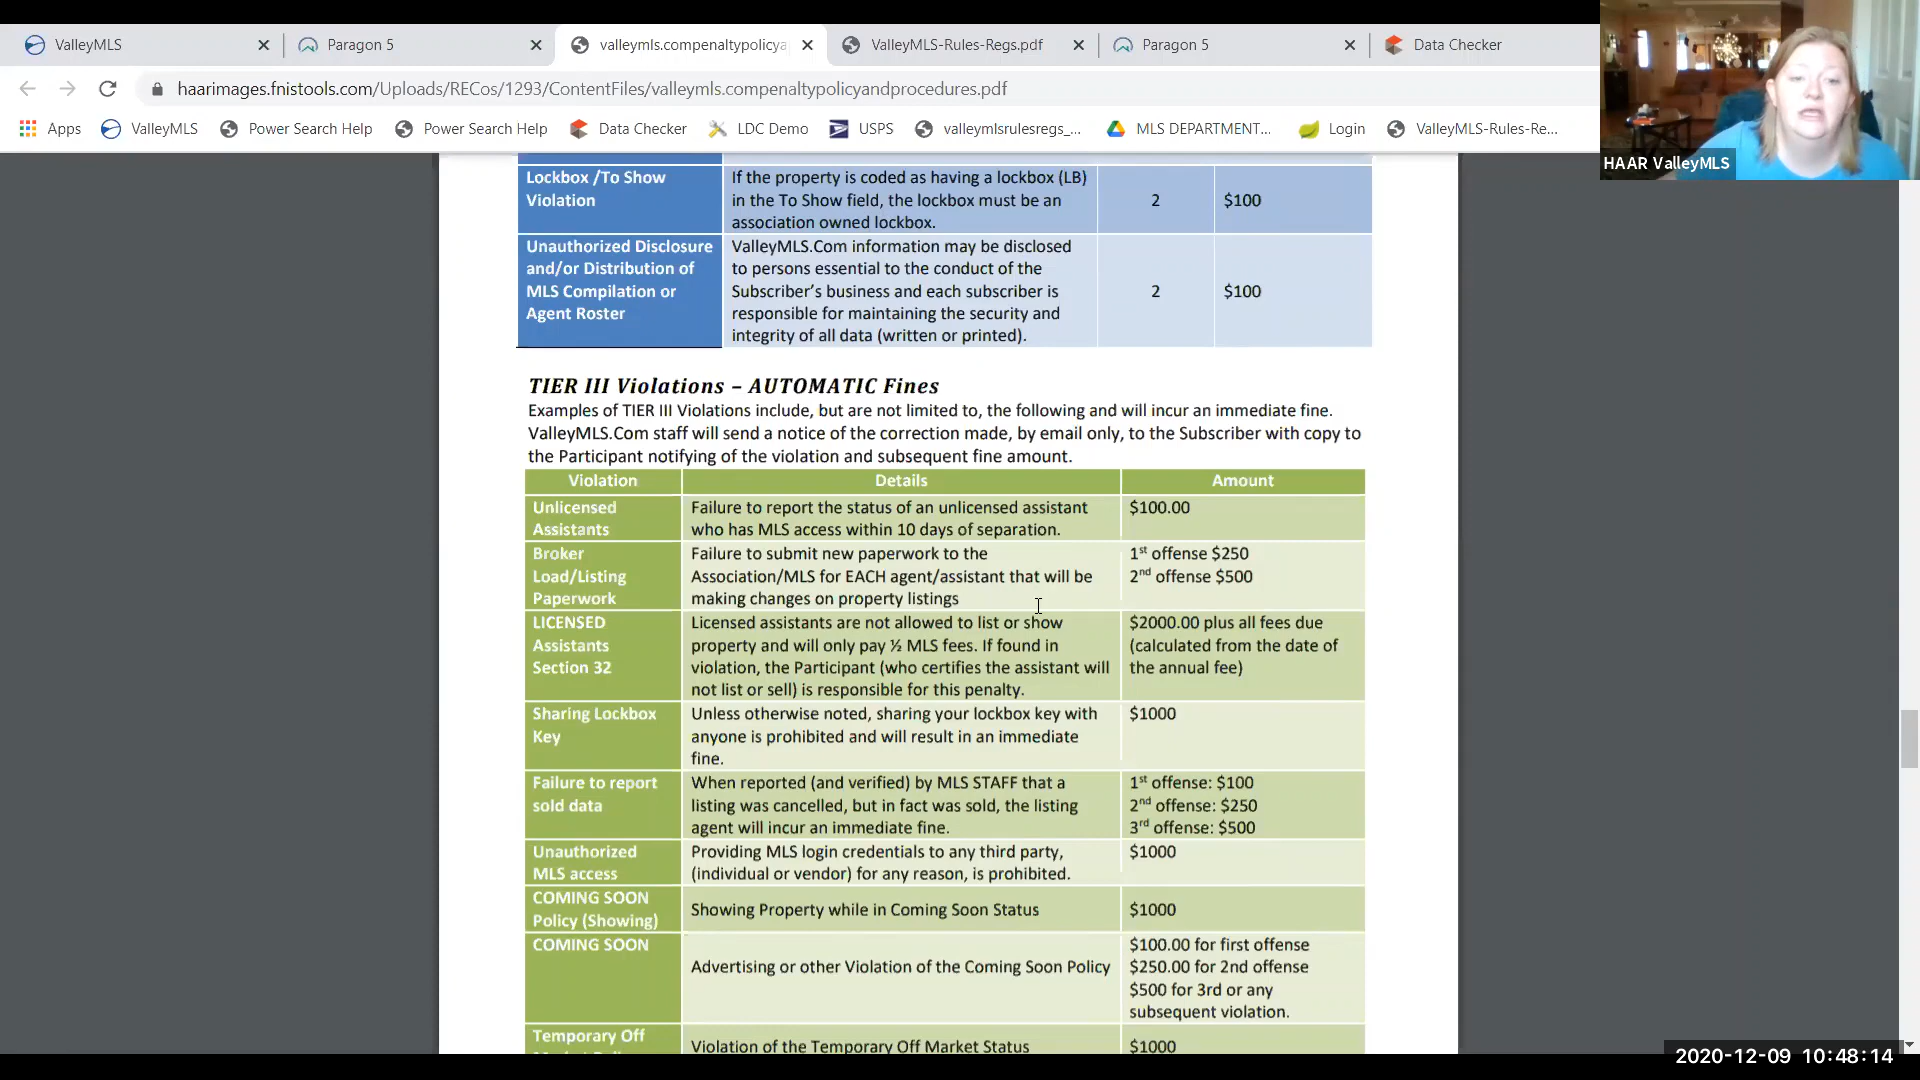 ValleyMLS
Paragon 5
valleymls.compenaltypolicya
ValleyMLS-Rules-Regs.pdf
Paragon 5
Data Checker
haarimages.fnistools.com/Uploads/RECos/1293/ContentFiles/valleymls.compenaltypolicyandprocedures.pdf
Apps
ValleyMLS
Power Search Help
Power Search Help
Data Checker
LDC Demo
USPS
valleymlsrulesregs_...
MLS DEPARTMENT...
Login
ValleyMLS-Rules-Re...
HAAR ValleyMLS
Lockbox /To Show
Violation
If the property is coded as having a lockbox (LB)
in the To Show field, the lockbox must be an
association owned lockbox.
2
$100
Unauthorized Disclosure
and/or Distribution of
MLS Compilation or
Agent Roster
ValleyMLS.Com information may be disclosed
to persons essential to the conduct of the
Subscriber's business and each subscriber is
responsible for maintaining the security and
integrity of all data (written or printed).
2
$100
TIER III Violations – AUTOMATIC Fines
Examples of TIER III Violations include, but are not limited to, the following and will incur an immediate fine.
ValleyMLS.Com staff will send a notice of the correction made, by email only, to the Subscriber with copy to
the Participant notifying of the violation and subsequent fine amount.
Violation
Details
Amount
Unlicensed
Assistants
Failure to report the status of an unlicensed assistant
who has MLS access within 10 days of separation.
$100.00
Broker
Load/Listing
Paperwork
Failure to submit new paperwork to the
Association/MLS for EACH agent/assistant that will be
making changes on property listings
1st offense $250
2nd offense $500
LICENSED
Assistants
Section 32
Licensed assistants are not allowed to list or show
property and will only pay ½ MLS fees. If found in
violation, the Participant (who certifies the assistant will
not list or sell) is responsible for this penalty.
$2000.00 plus all fees due
(calculated from the date of
the annual fee)
Sharing Lockbox
Key
Unless otherwise noted, sharing your lockbox key with
anyone is prohibited and will result in an immediate
fine.
$1000
Failure to report
sold data
When reported (and verified) by MLS STAFF that a
listing was cancelled, but in fact was sold, the listing
agent will incur an immediate fine.
1st offense: $100
2nd offense: $250
3rd offense: $500
Unauthorized
MLS access
Providing MLS login credentials to any third party,
(individual or vendor) for any reason, is prohibited.
$1000
COMING SOON
Policy (Showing)
Showing Property while in Coming Soon Status
$1000
COMING SOON
Advertising or other Violation of the Coming Soon Policy
$100.00 for first offense
$250.00 for 2nd offense
$500 for 3rd or any
subsequent violation.
Temporary Off
Violation of the Temporary Off Market Status
$1000
2020-12-09 10:48:14